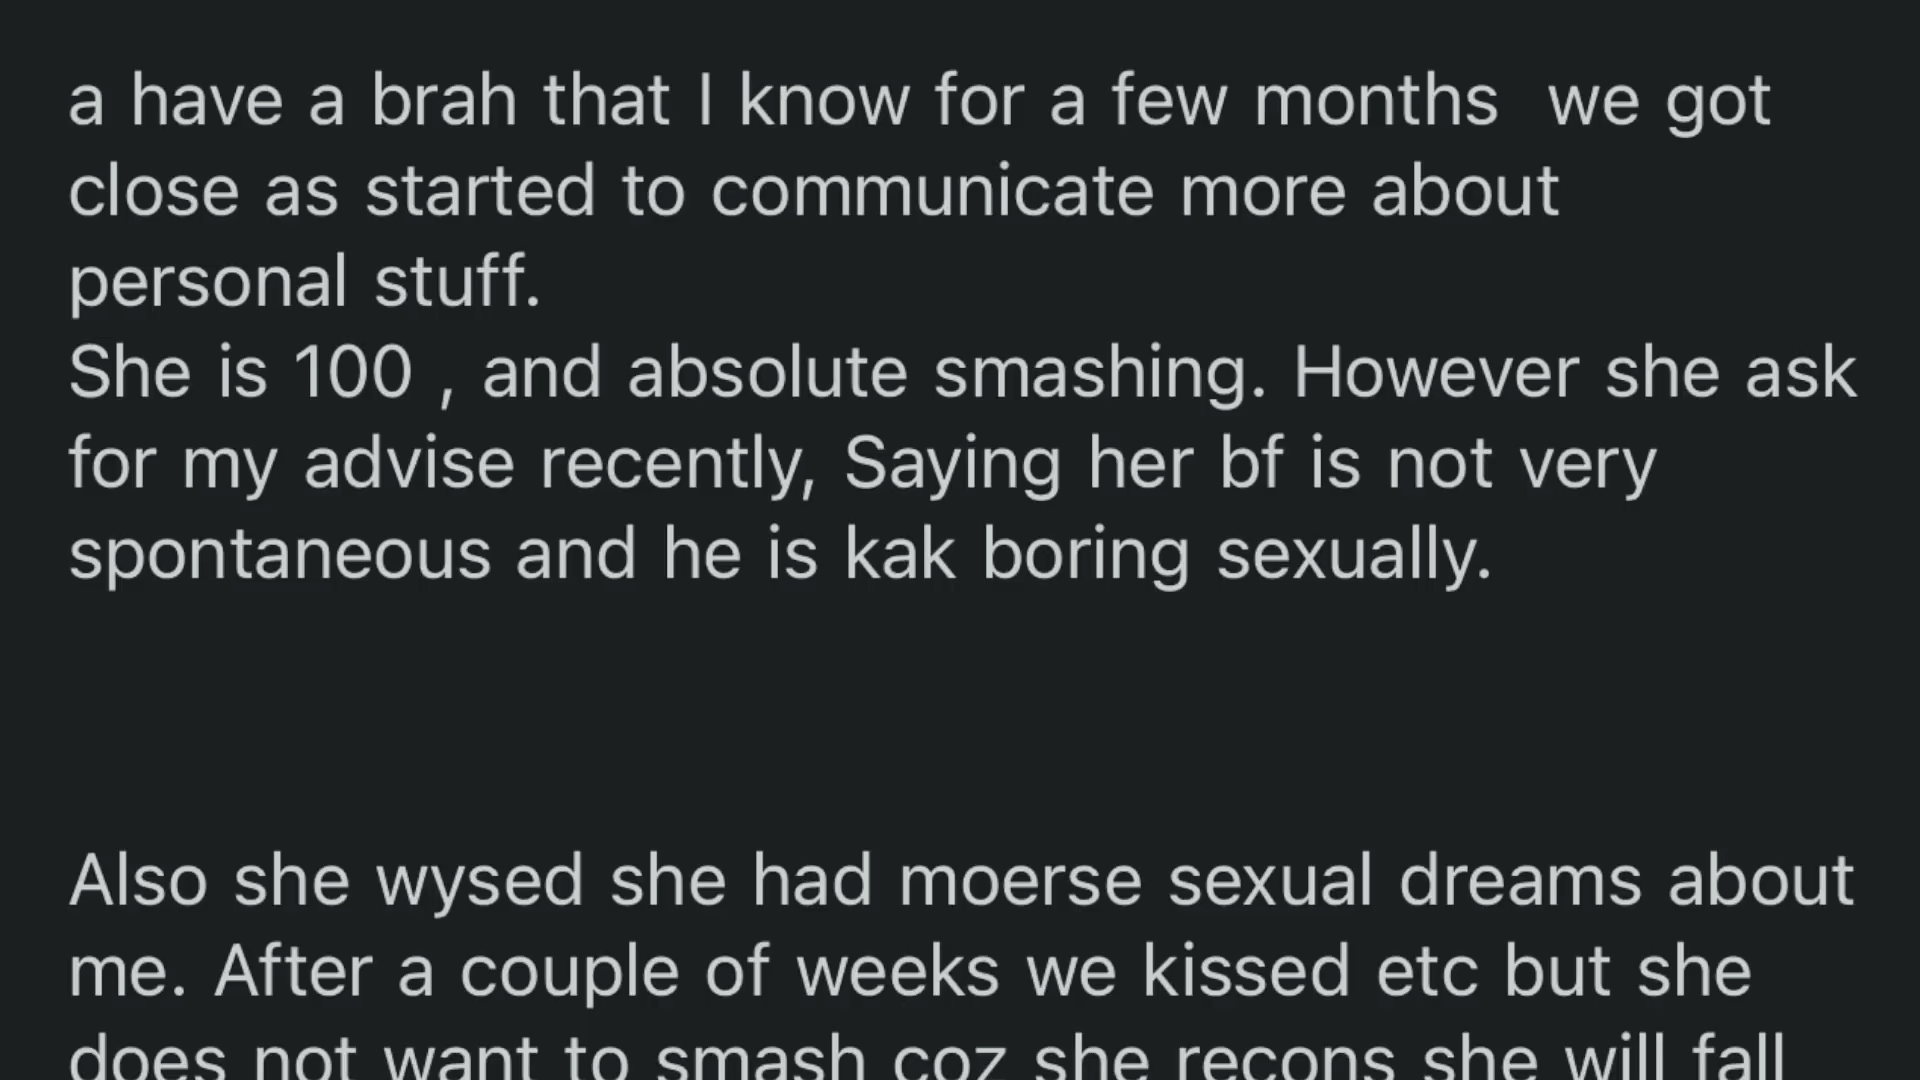 a have a brah that I know for a few months  we got
close as started to communicate more about
personal stuff.
She is 100 , and absolute smashing. However she ask
for my advise recently, Saying her bf is not very
spontaneous and he is kak boring sexually.
Also she wysed she had moerse sexual dreams about
me. After a couple of weeks we kissed etc but she
does not want to smash coz she recons she will fall